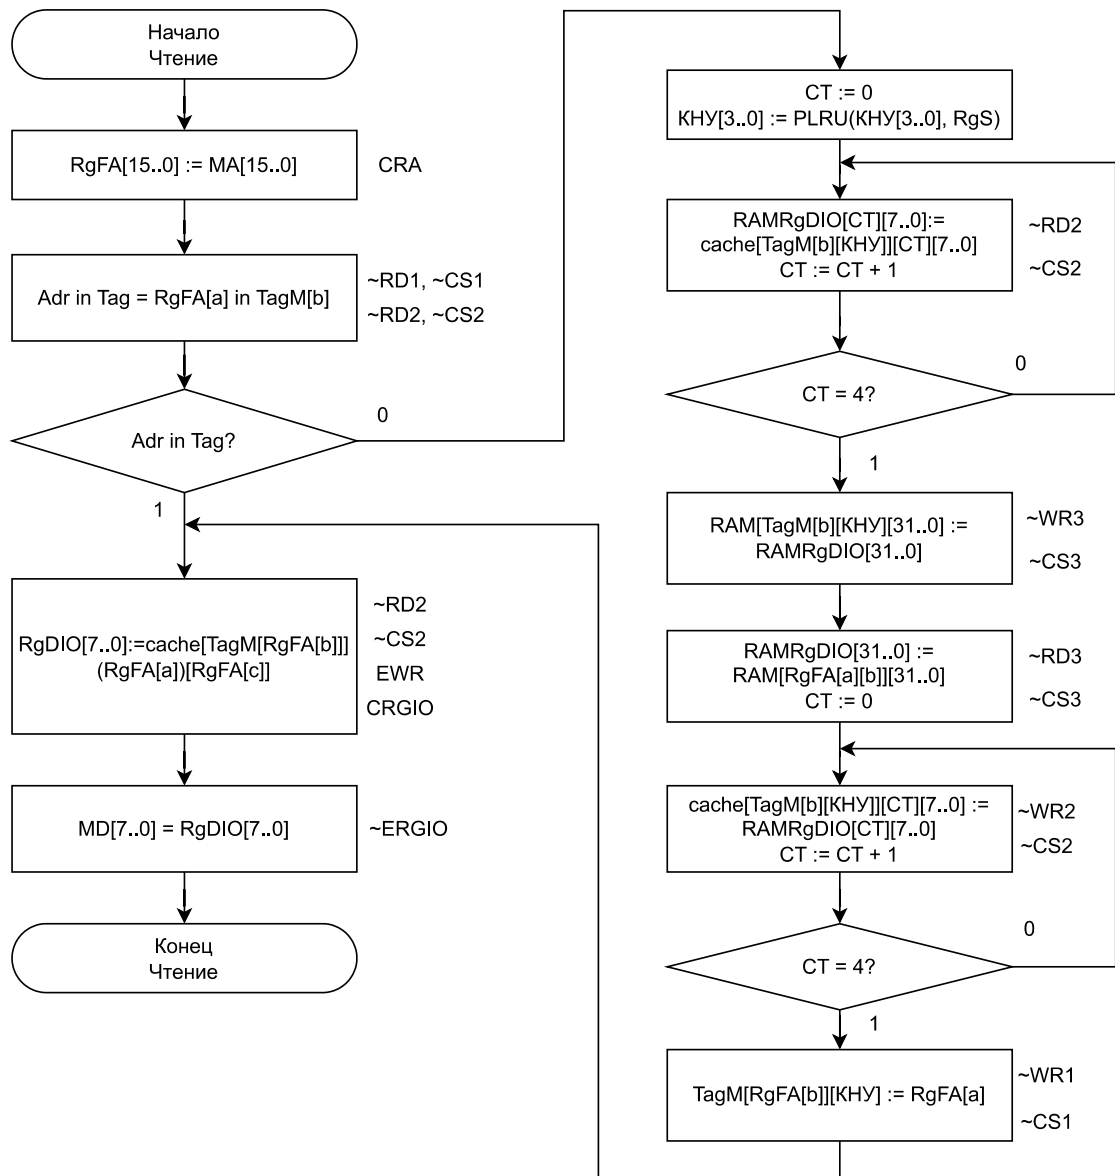 Начало
Чтение
RgFA[15..0] := MA[15..0]
CRA
Adr in Tag = RgFA[a] in TagM[b]
~RD1, ~CS1
~RD2, ~CS2
Adr in Tag?
0
1
RgDIO[7..0]:=cache[TagM[RgFA[b]]]
(RgFA[a])[RgFA[c]]
~RD2
~CS2
EWR
CRGIO
MD[7..0] = RgDIO[7..0]
~ERGIO
Конец
Чтение
CT := 0
КНУ[3..0] := PLRU(КНУ[3..0], RgS)
RAMRgDIO[CT][7..0]:=
cache[TagM[b][КНУ]][CT][7..0]
CT := CT + 1
~RD2
~CS2
CT = 4?
0
1
RAM[TagM[b][КНУ][31..0] :=
RAMRgDIO[31..0]
~WR3
~CS3
RAMRgDIO[31..0] :=
RAM[RgFA[a][b]][31..0]
CT := 0
~RD3
~CS3
cache[TagM[b][КНУ]][CT][7..0] :=
RAMRgDIO[CT][7..0]
CT := CT + 1
~WR2
~CS2
CT = 4?
0
1
TagM[RgFA[b]][КНУ] := RgFA[a]
~WR1
~CS1